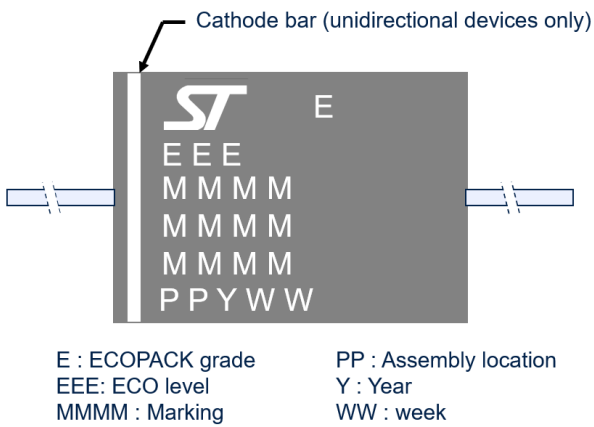 Cathode bar (unidirectional devices only)
ST E
E E E
M M M M
M M M M
M M M M
P P Y W W
E : ECOPACK grade
EEE: ECO level
MMMM : Marking
PP : Assembly location
Y : Year
WW : week